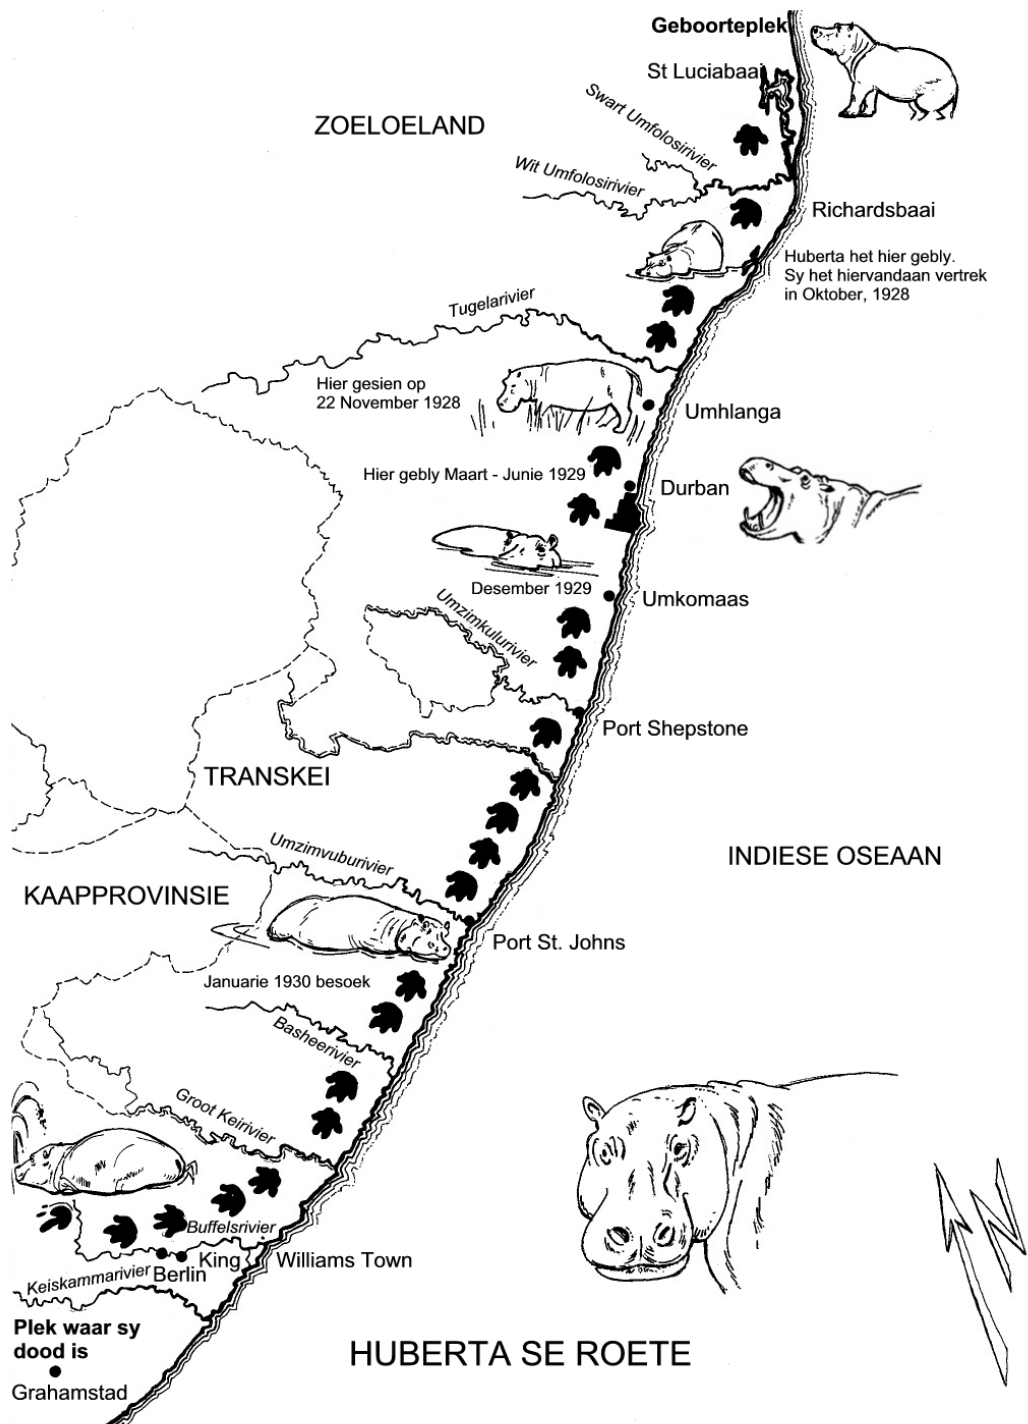 Geboorteplek
St Luciabaai
ZOELOELAND
Swart Umfolosirivier
Wit Umfolosirivier
Richardsbaai
Huberta het hier gebly.
Sy het hiervandaan vertrek
in Oktober, 1928
Tugelarivier
Hier gesien op
22 November 1928
Umhlanga
Hier gebly Maart - Junie 1929
Durban
Desember 1929
Umkomaas
Umzimkulurivier
Port Shepstone
TRANSKEI
Umzimvuburivier
INDIESE OSEAAN
KAAPPROVINSIE
Port St. Johns
Januarie 1930 besoek
Basheerivier
Groot Keirivier
Buffelsrivier
King Williams Town
Berlin
Keiskammarivier
Plek waar sy
dood is
Grahamstad
HUBERTA SE ROETE
N